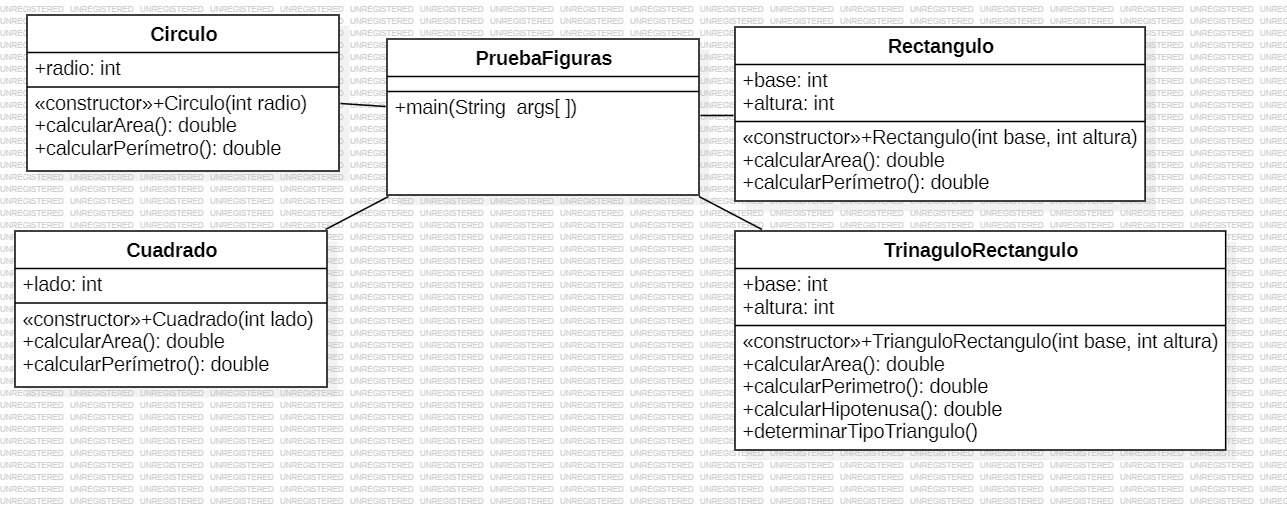 Circulo
+radio: int
«constructor»+Circulo(int radio)
+calcularArea(): double
+calcularPerímetro(): double
PruebaFiguras
+main(String  args[ ])
Rectangulo
+base: int
+altura: int
«constructor»+Rectangulo(int base, int altura)
+calcularArea(): double
+calcularPerímetro(): double
Cuadrado
+lado: int
«constructor»+Cuadrado(int lado)
+calcularArea(): double
+calcularPerímetro(): double
TrinaguloRectangulo
+base: int
+altura: int
«constructor»+TrianguloRectangulo(int base, int altura)
+calcularArea(): double
+calcularPerimetro(): double
+calcularHipotenusa(): double
+determinarTipoTriangulo()
UNREGISTERED